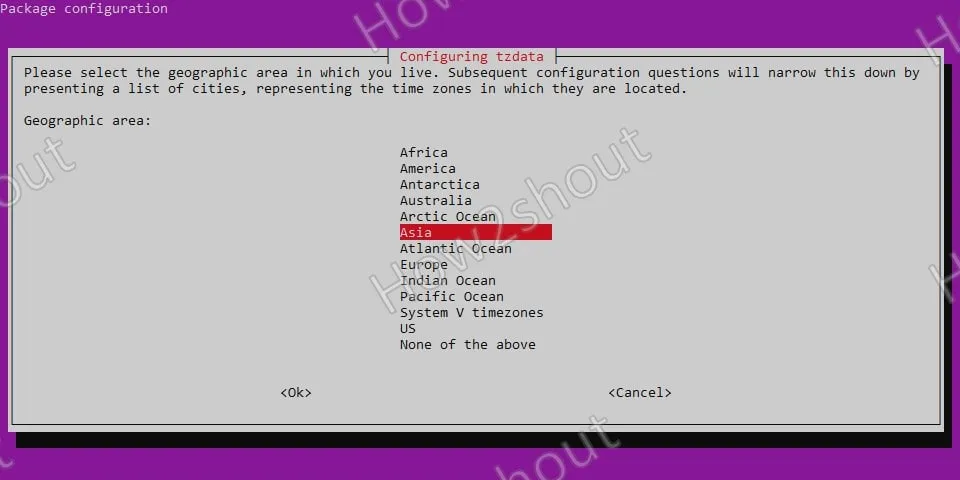 Package configuration
Configuring tzdata
Please select the geographic area in which you live. Subsequent configuration questions will narrow this down by
presenting a list of cities, representing the time zones in which they are located.
Geographic area:
Africa
America
Antarctica
Australia
Arctic Ocean
Asia
Atlantic Ocean
Europe
Indian Ocean
Pacific Ocean
System V timezones
US
None of the above
<Ok> <Cancel>
How2shout